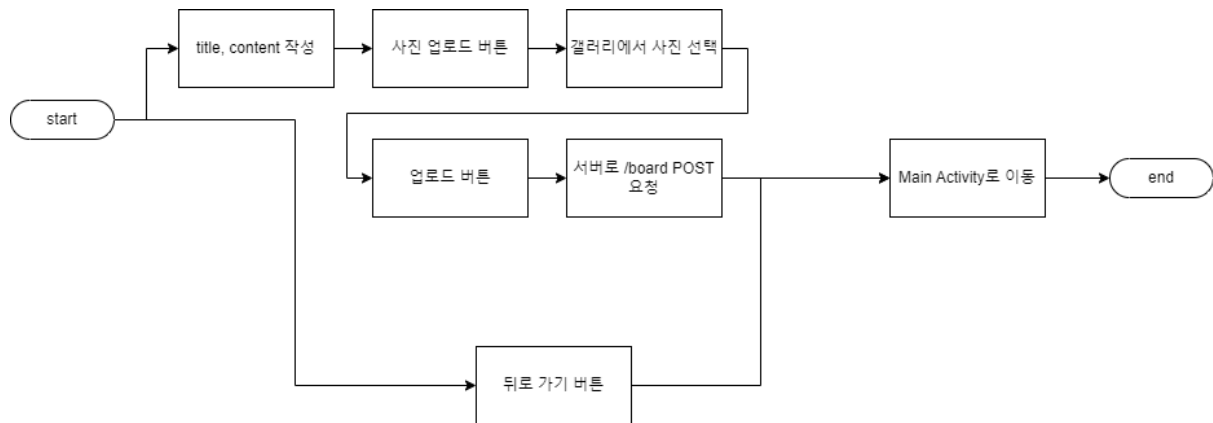 title, content 작성
사진 업로드 버튼
갤러리에서 사진 선택
start
업로드 버튼
서버로 /board POST
요청
Main Activity로 이동
end
뒤로 가기 버튼